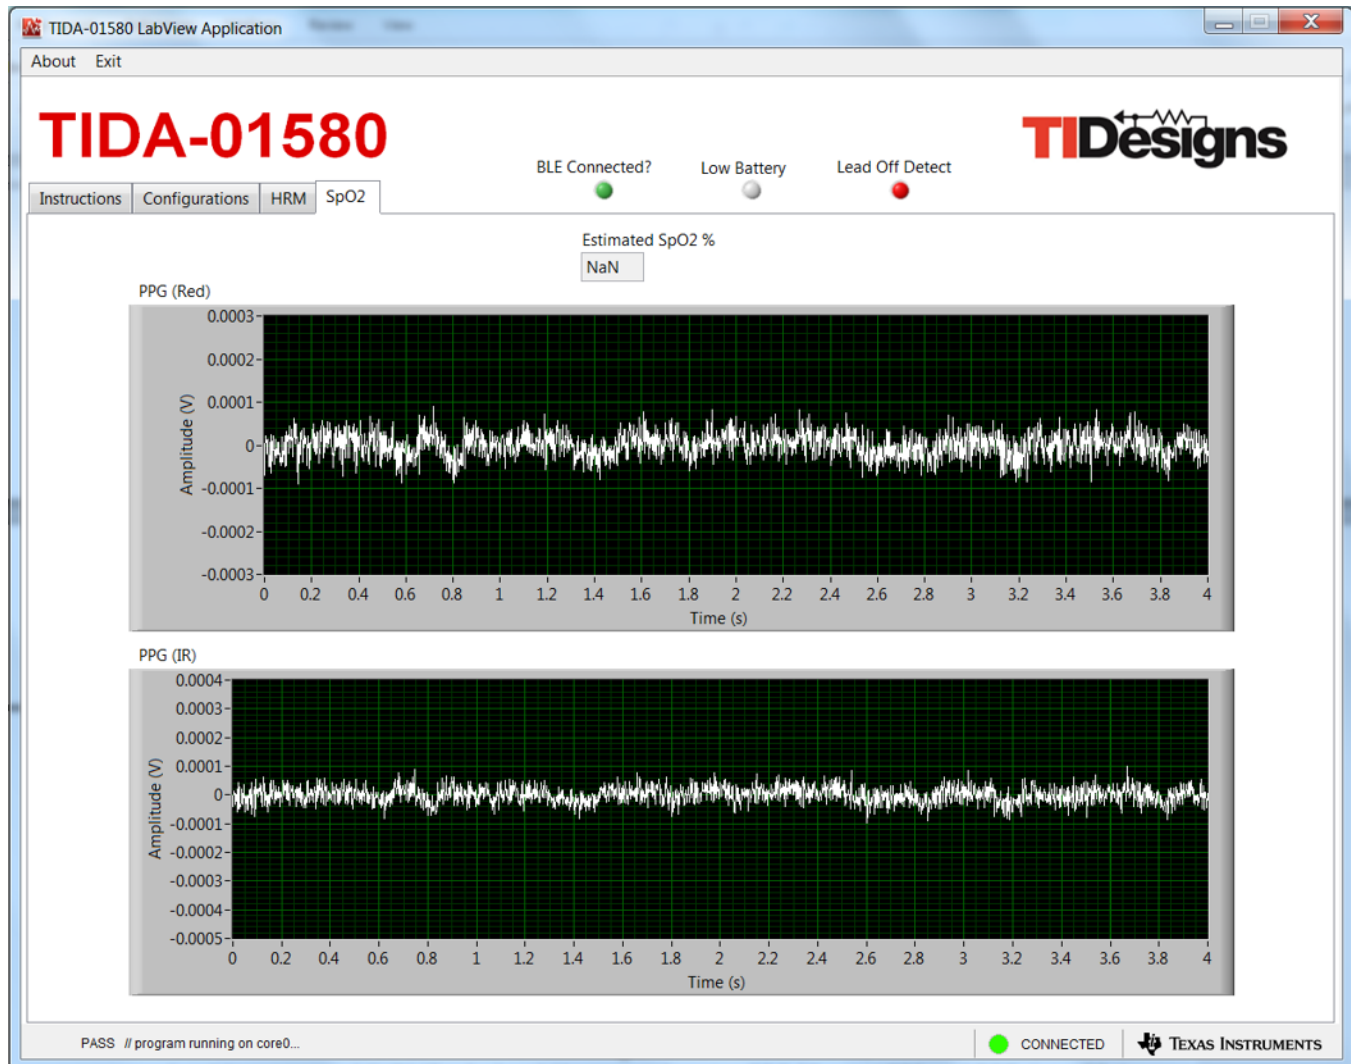 TIDA-01580 LabView Application
About Exit
TIDA-01580
TIDesigns
BLE Connected? Low Battery Lead Off Detect
Instructions Configurations HRM SpO2
Estimated SpO2 %
NaN
PPG (Red)
0.0003
0.0002
0.0001
0
-0.0001
-0.0002
-0.0003
Amplitude (V)
0 0.2 0.4 0.6 0.8 1 1.2 1.4 1.6 1.8 2 2.2 2.4 2.6 2.8 3 3.2 3.4 3.6 3.8 4
Time (s)
PPG (IR)
0.0004
0.0003
0.0002
0.0001
0
-0.0001
-0.0002
-0.0003
-0.0004
-0.0005
Amplitude (V)
0 0.2 0.4 0.6 0.8 1 1.2 1.4 1.6 1.8 2 2.2 2.4 2.6 2.8 3 3.2 3.4 3.6 3.8 4
Time (s)
PASS // program running on core0... CONNECTED TEXAS INSTRUMENTS